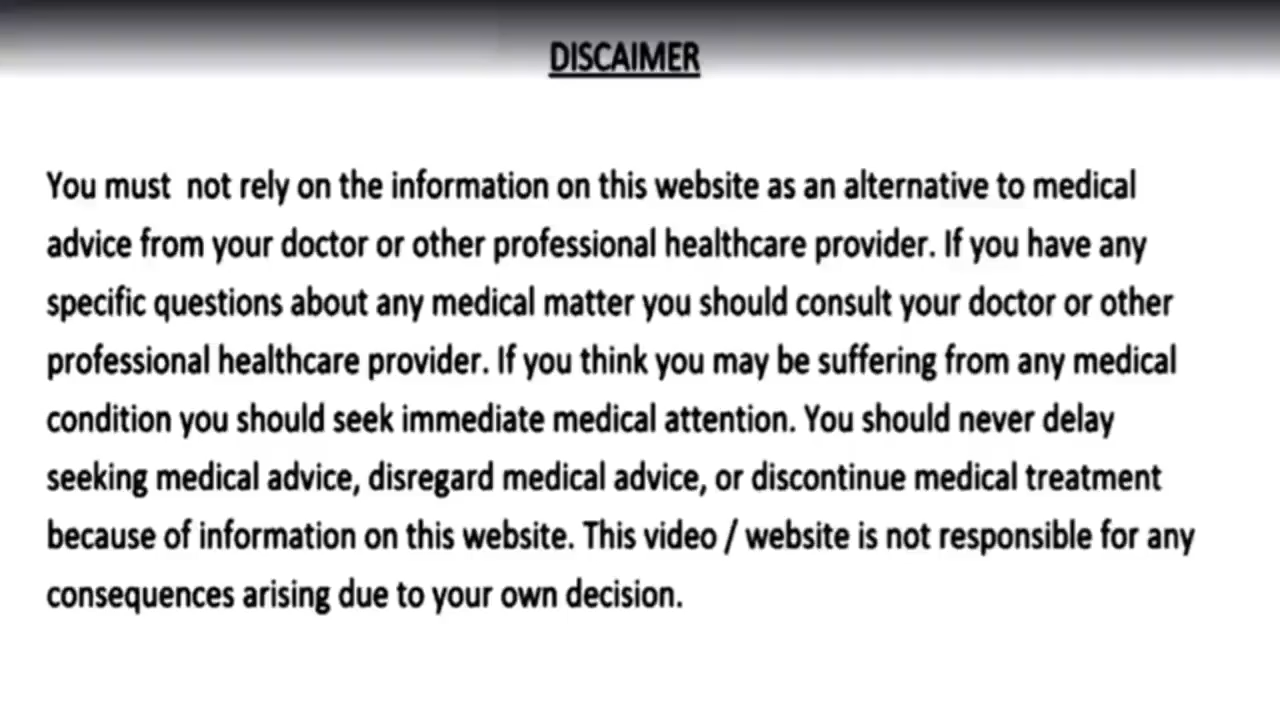 DISCAIMER
You must  not rely on the information on this website as an alternative to medical
advice from your doctor or other professional healthcare provider. If you have any
specific questions about any medical matter you should consult your doctor or other
professional healthcare provider. If you think you may be suffering from any medical
condition you should seek immediate medical attention. You should never delay
seeking medical advice, disregard medical advice, or discontinue medical treatment
because of information on this website. This video / website is not responsible for any
consequences arising due to your own decision.